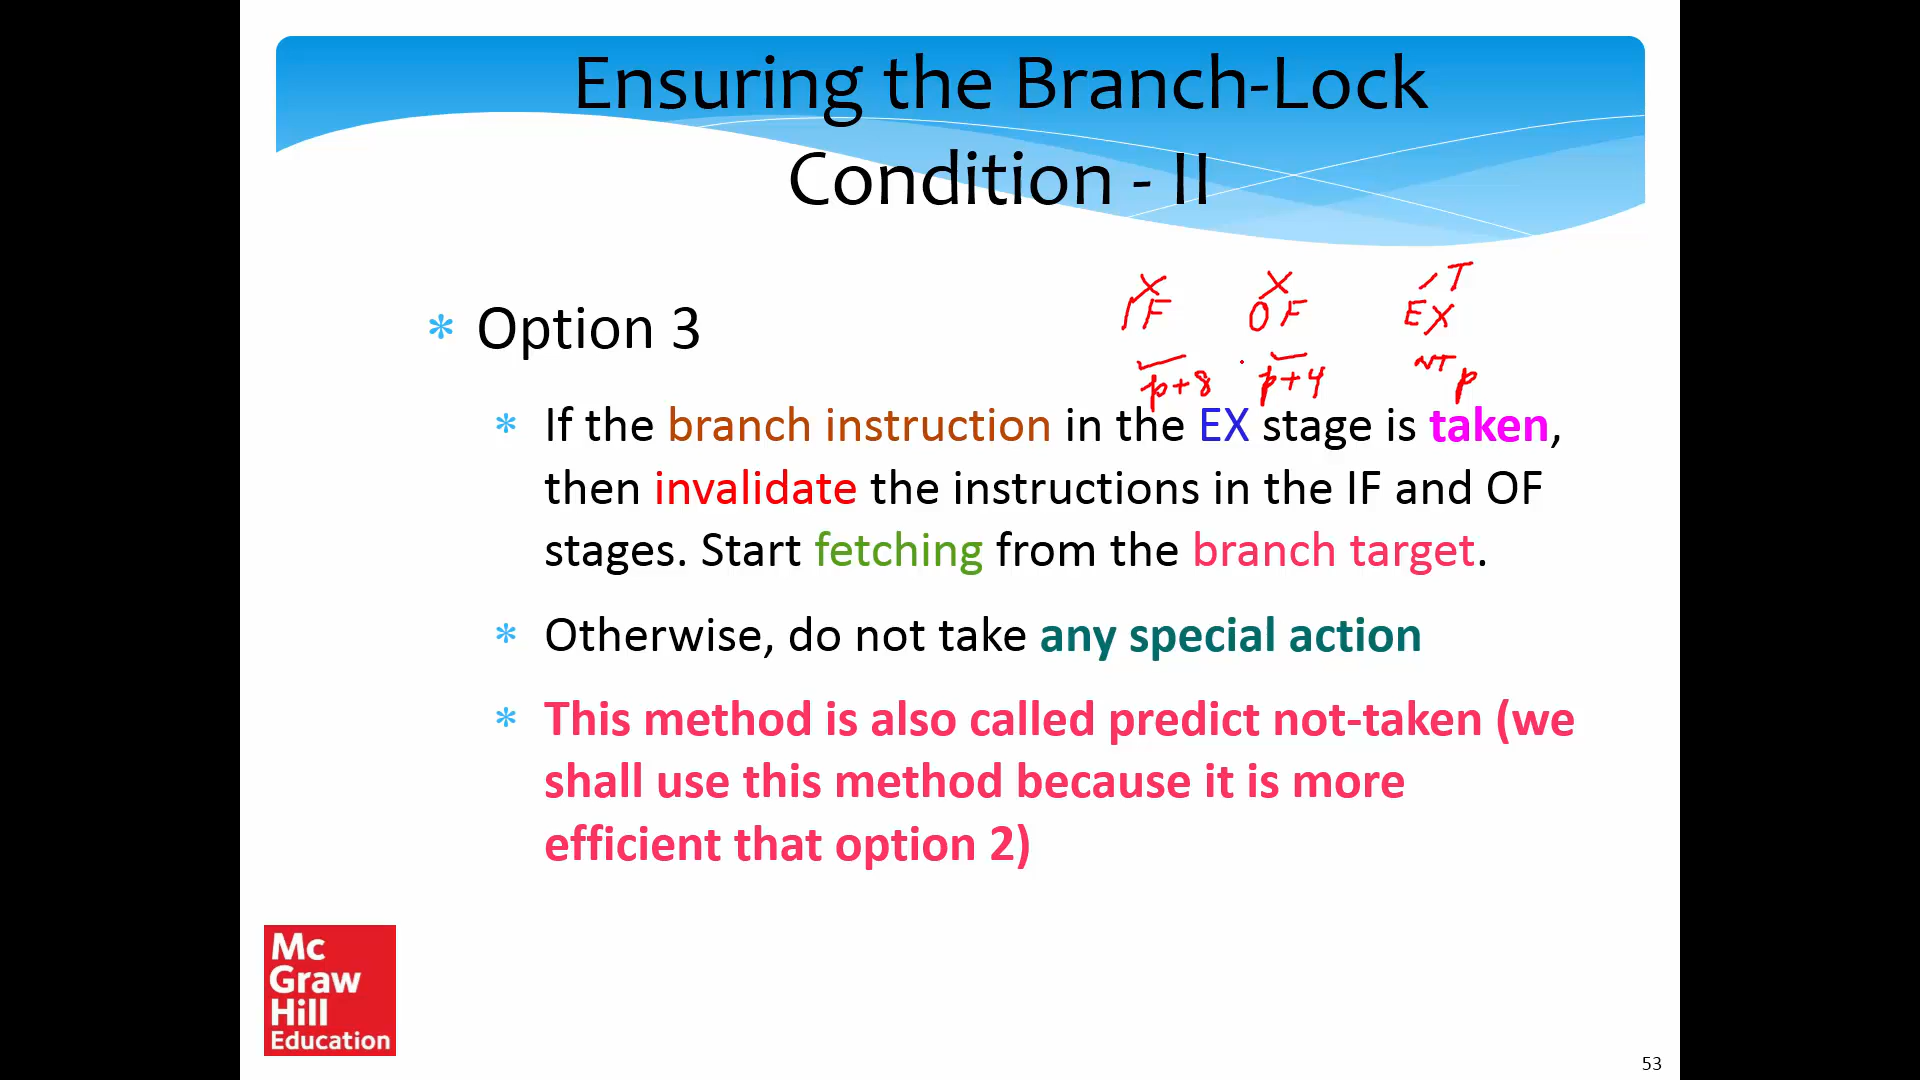 Ensuring the Branch-Lock
Condition - II
X X ✓ T
IF OF EX
* Option 3
p+8 p+4 NT p
* If the branch instruction in the EX stage is taken,
then invalidate the instructions in the IF and OF
stages. Start fetching from the branch target.
* Otherwise, do not take any special action
* This method is also called predict not-taken (we
shall use this method because it is more
efficient that option 2)
Mc
Graw
Hill
Education
53